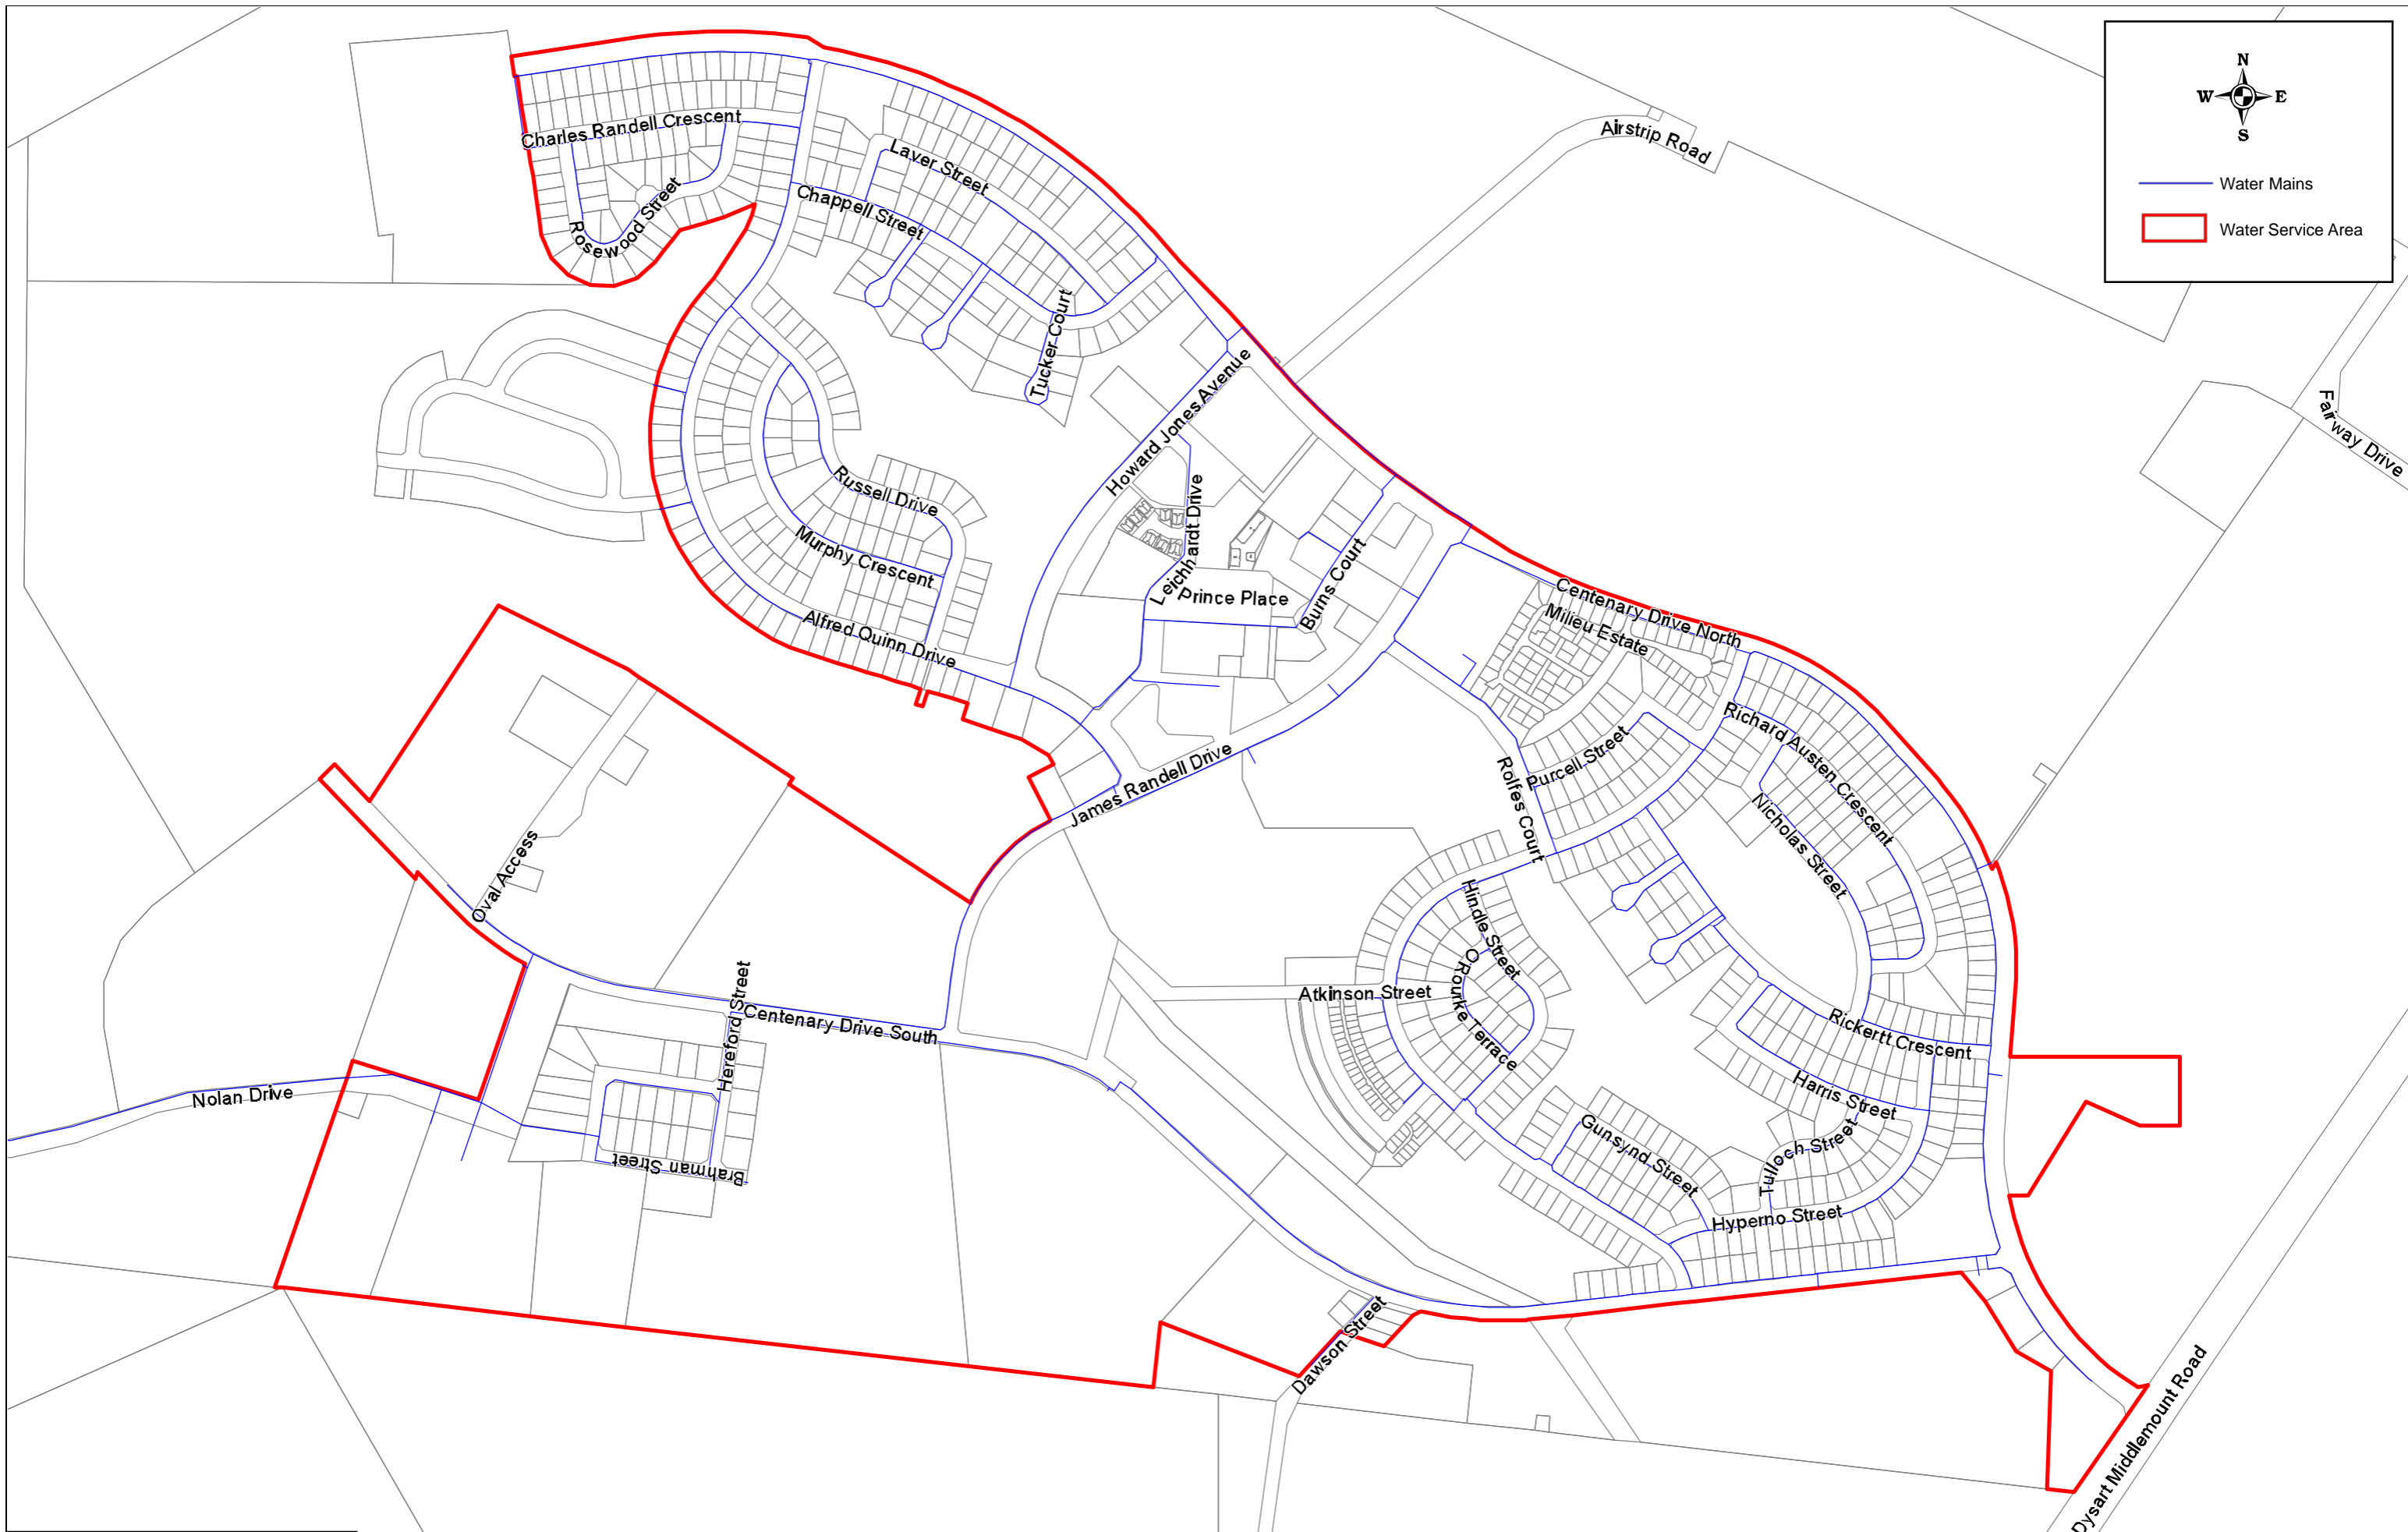 N
W E
S
Water Mains
Water Service Area
Airstrip Road
Charles Randell Crescent
Laver Street
Chappell Street
Rosewood Street
Tucker Court
Howard Jones Avenue
Fairway Drive
Russell Drive
Leichhardt Drive
Murphy Crescent
Prince Place
Burns Court
Centenary Drive North
Milieu Estate
Alfred Quinn Drive
Richard Austen Crescent
James Randell Drive
Purcell Street
Rolfes Court
Nicholas Street
Oval Access
Hindle Street
O'Rourke Terrace
Atkinson Street
Hereford Street
Centenary Drive South
Rickertt Crescent
Nolan Drive
Harris Street
Gunsynd Street
Tulloch Street
Brahman Street
Hyperno Street
Dawson Street
Dysart Middlemount Road